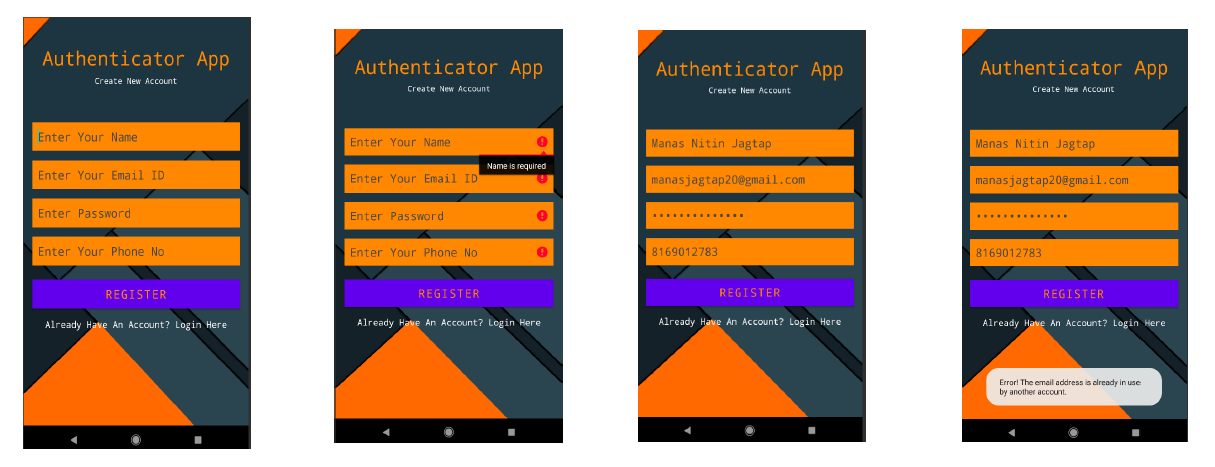 Authenticator App
Create New Account
Enter Your Name
Enter Your Email ID
Enter Password
Enter Your Phone No
REGISTER
Already Have An Account? Login Here
Authenticator App
Create New Account
Enter Your Name
Name is required
Enter Your Email ID
Enter Password
Enter Your Phone No
REGISTER
Already Have An Account? Login Here
Authenticator App
Create New Account
Manas Nitin Jagtap
manasjagtap20@gmail.com
••••••••••••••
8169012783
REGISTER
Already Have An Account? Login Here
Authenticator App
Create New Account
Manas Nitin Jagtap
manasjagtap20@gmail.com
••••••••••••••
8169012783
REGISTER
Already Have An Account? Login Here
Error! The email address is already in use
by another account.